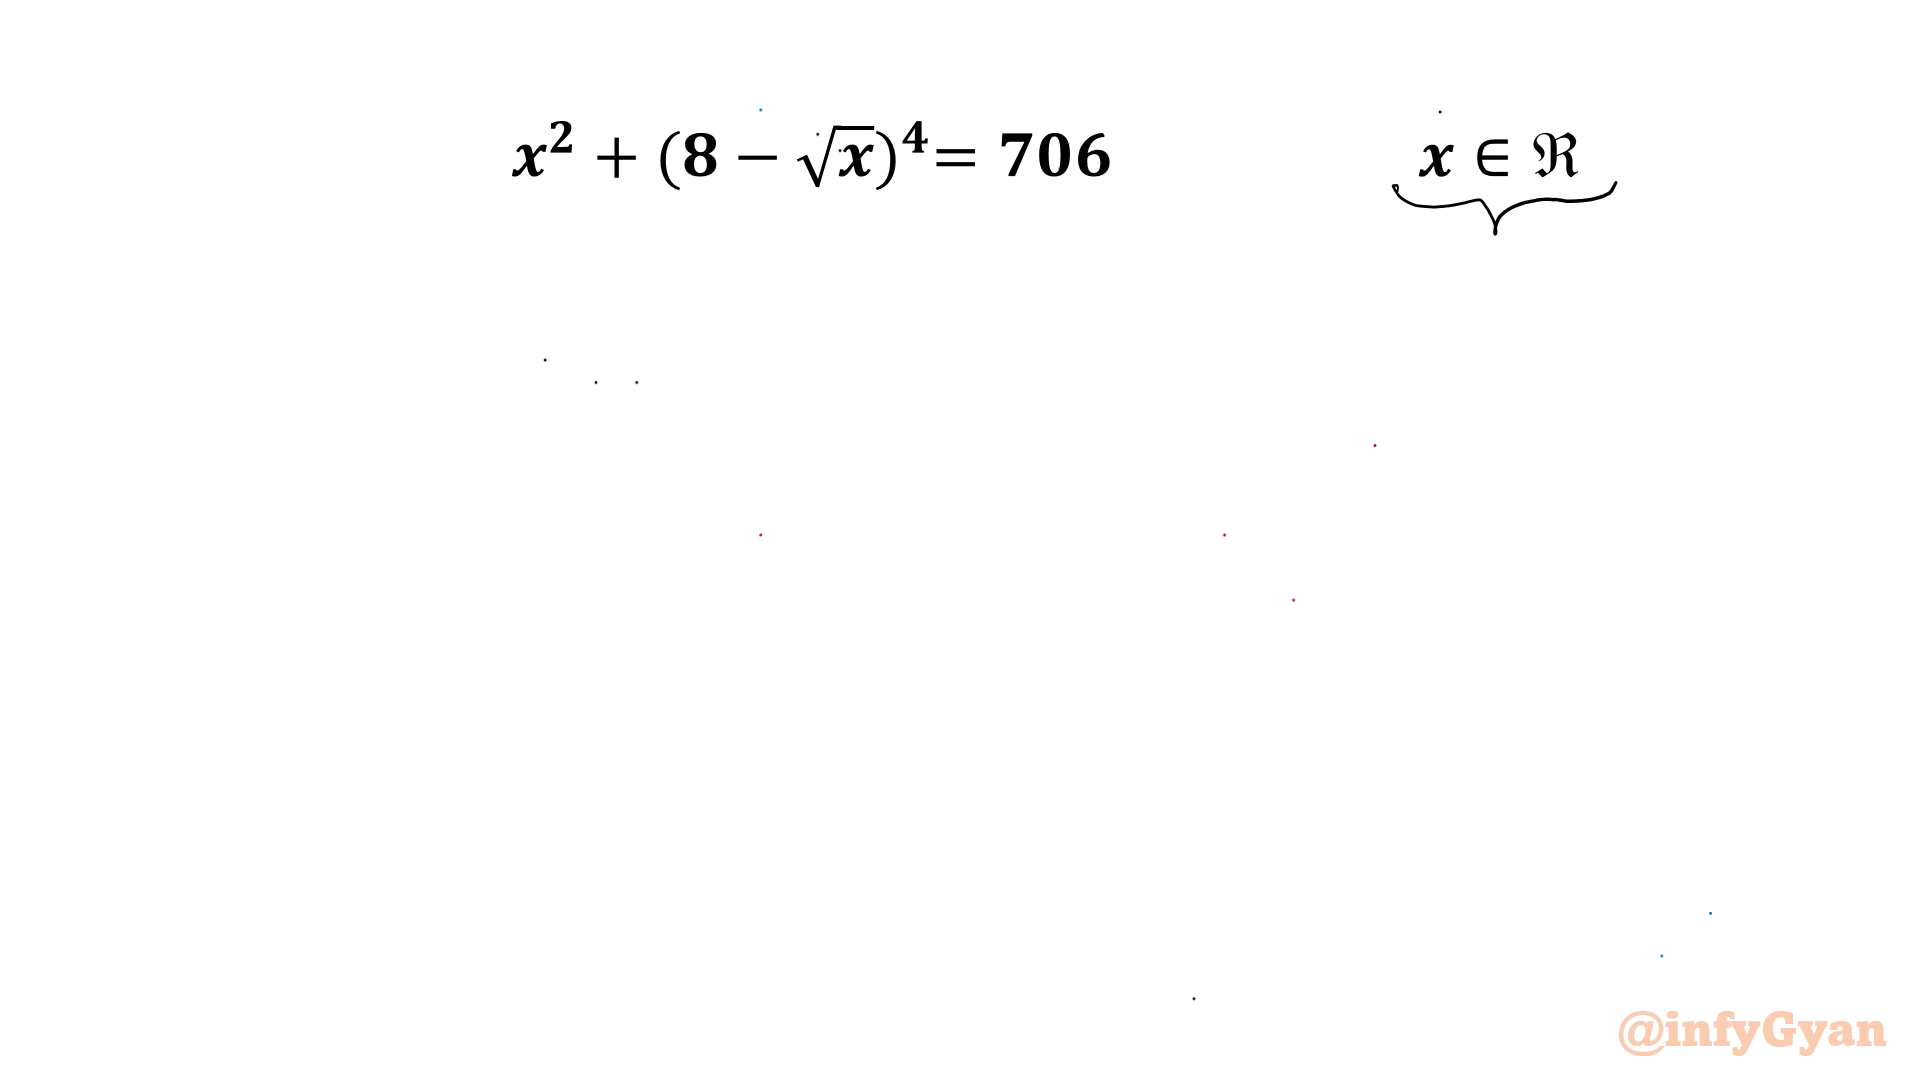 x² + (8 − √x)⁴ = 706 x ∈ ℜ
@infyGyan